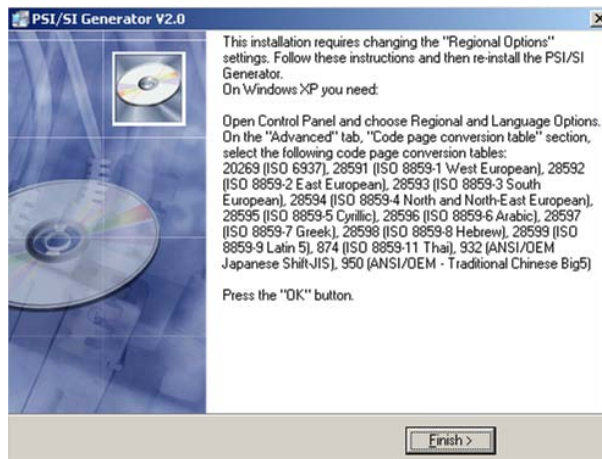 PSI/SI Generator V2.0
This installation requires changing the "Regional Options"
settings. Follow these instructions and then re-install the PSI/SI
Generator.
On Windows XP you need:
Open Control Panel and choose Regional and Language Options.
On the "Advanced" tab, "Code page conversion table" section,
select the following code page conversion tables:
20269 (ISO 6937), 28591 (ISO 8859-1 West European), 28592
(ISO 8859-2 East European), 28593 (ISO 8859-3 South
European), 28594 (ISO 8859-4 North and North-East European),
28595 (ISO 8859-5 Cyrillic), 28596 (ISO 8859-6 Arabic), 28597
(ISO 8859-7 Greek), 28598 (ISO 8859-8 Hebrew), 28599 (ISO
8859-9 Latin 5), 874 (ISO 8859-11 Thai), 932 (ANSI/OEM
Japanese Shift-JIS), 950 (ANSI/OEM - Traditional Chinese Big5)
Press the "OK" button.
Finish >